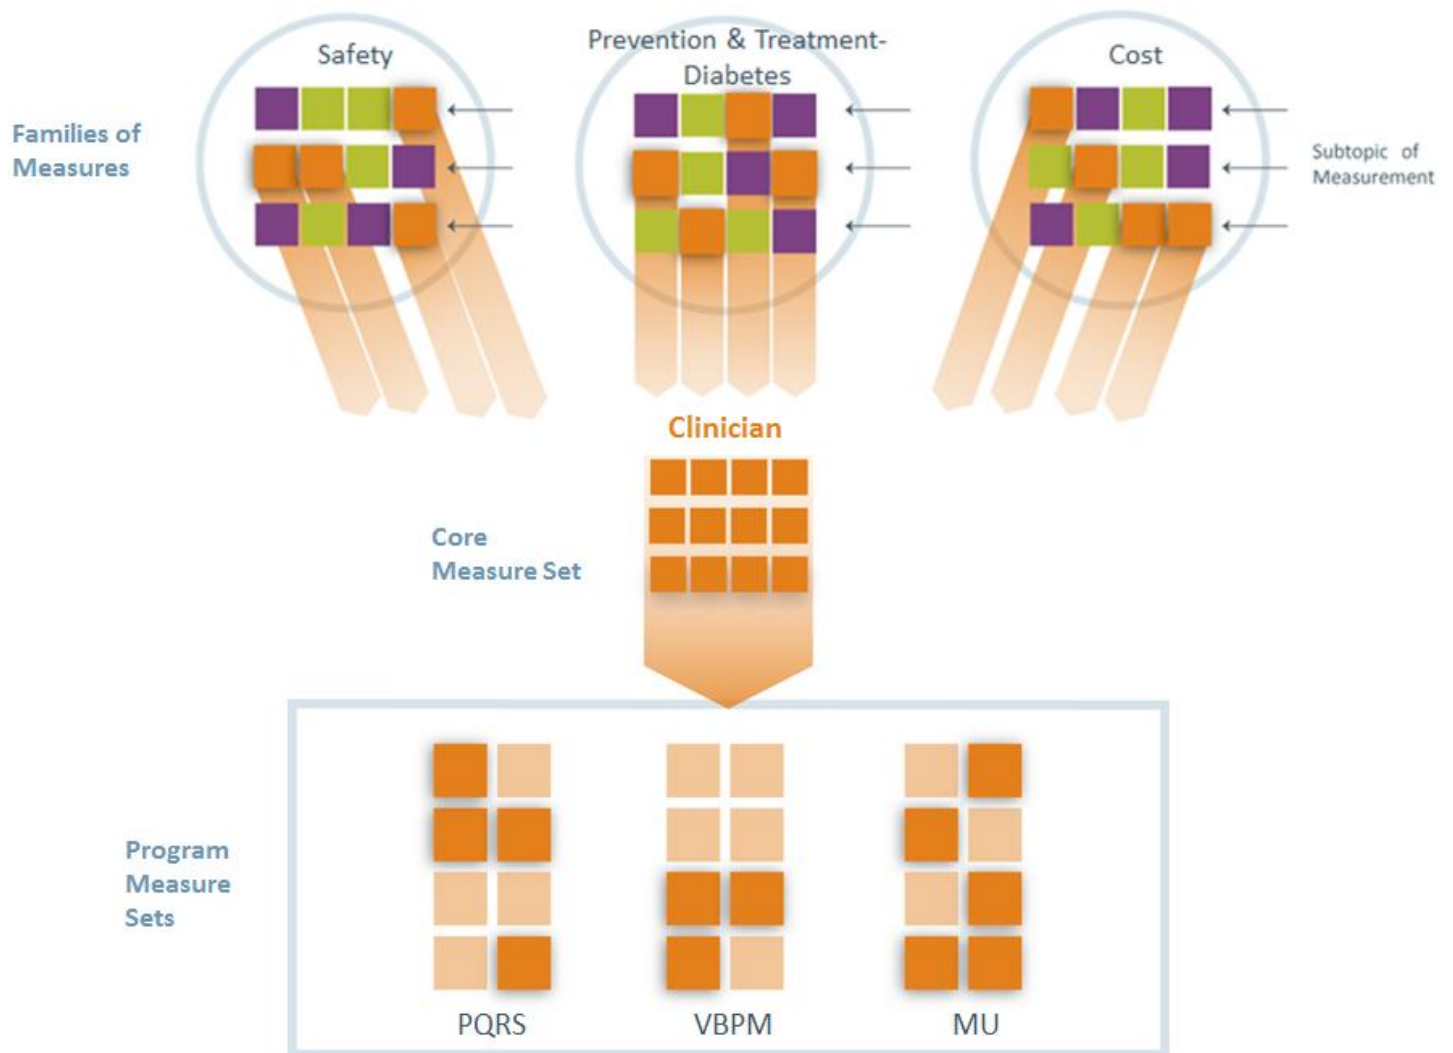 Safety
Prevention & Treatment-
Diabetes
Cost
Families of
Measures
Subtopic of
Measurement
Clinician
Core
Measure Set
Program
Measure
Sets
PQRS
VBPM
MU